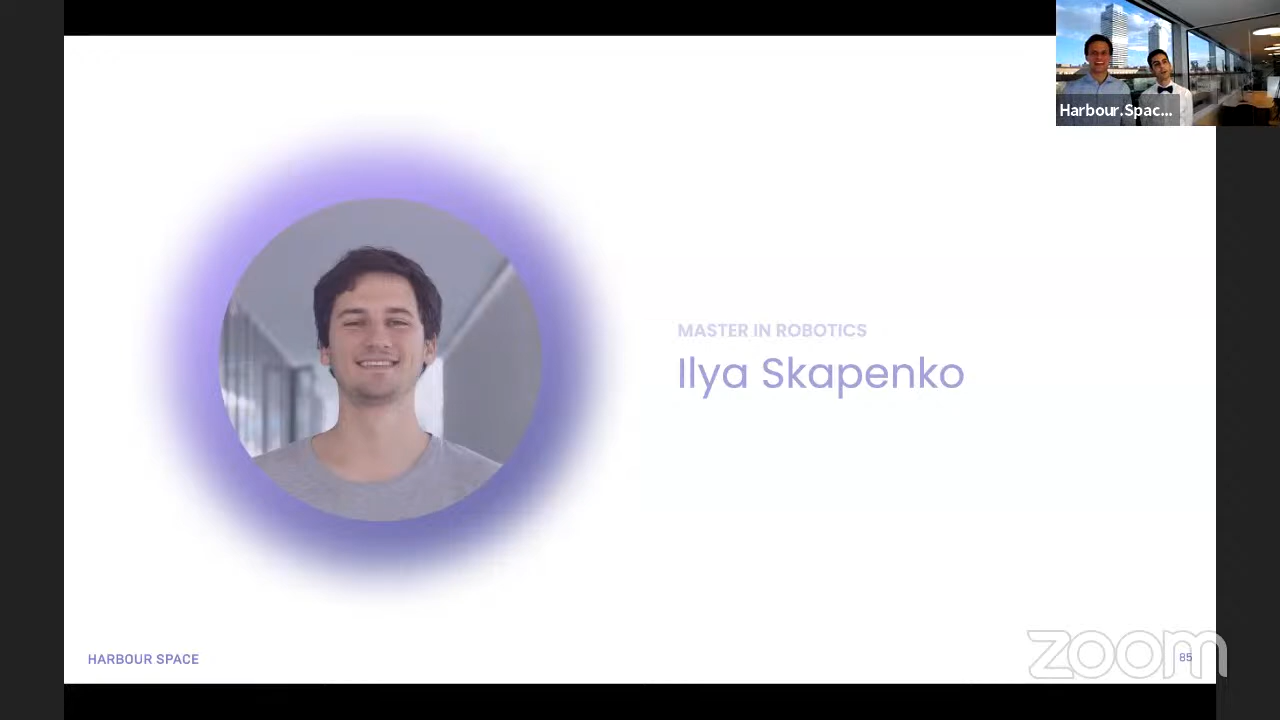 Harbour.Spac...
MASTER IN ROBOTICS
Ilya Skapenko
HARBOUR SPACE
zoom
85